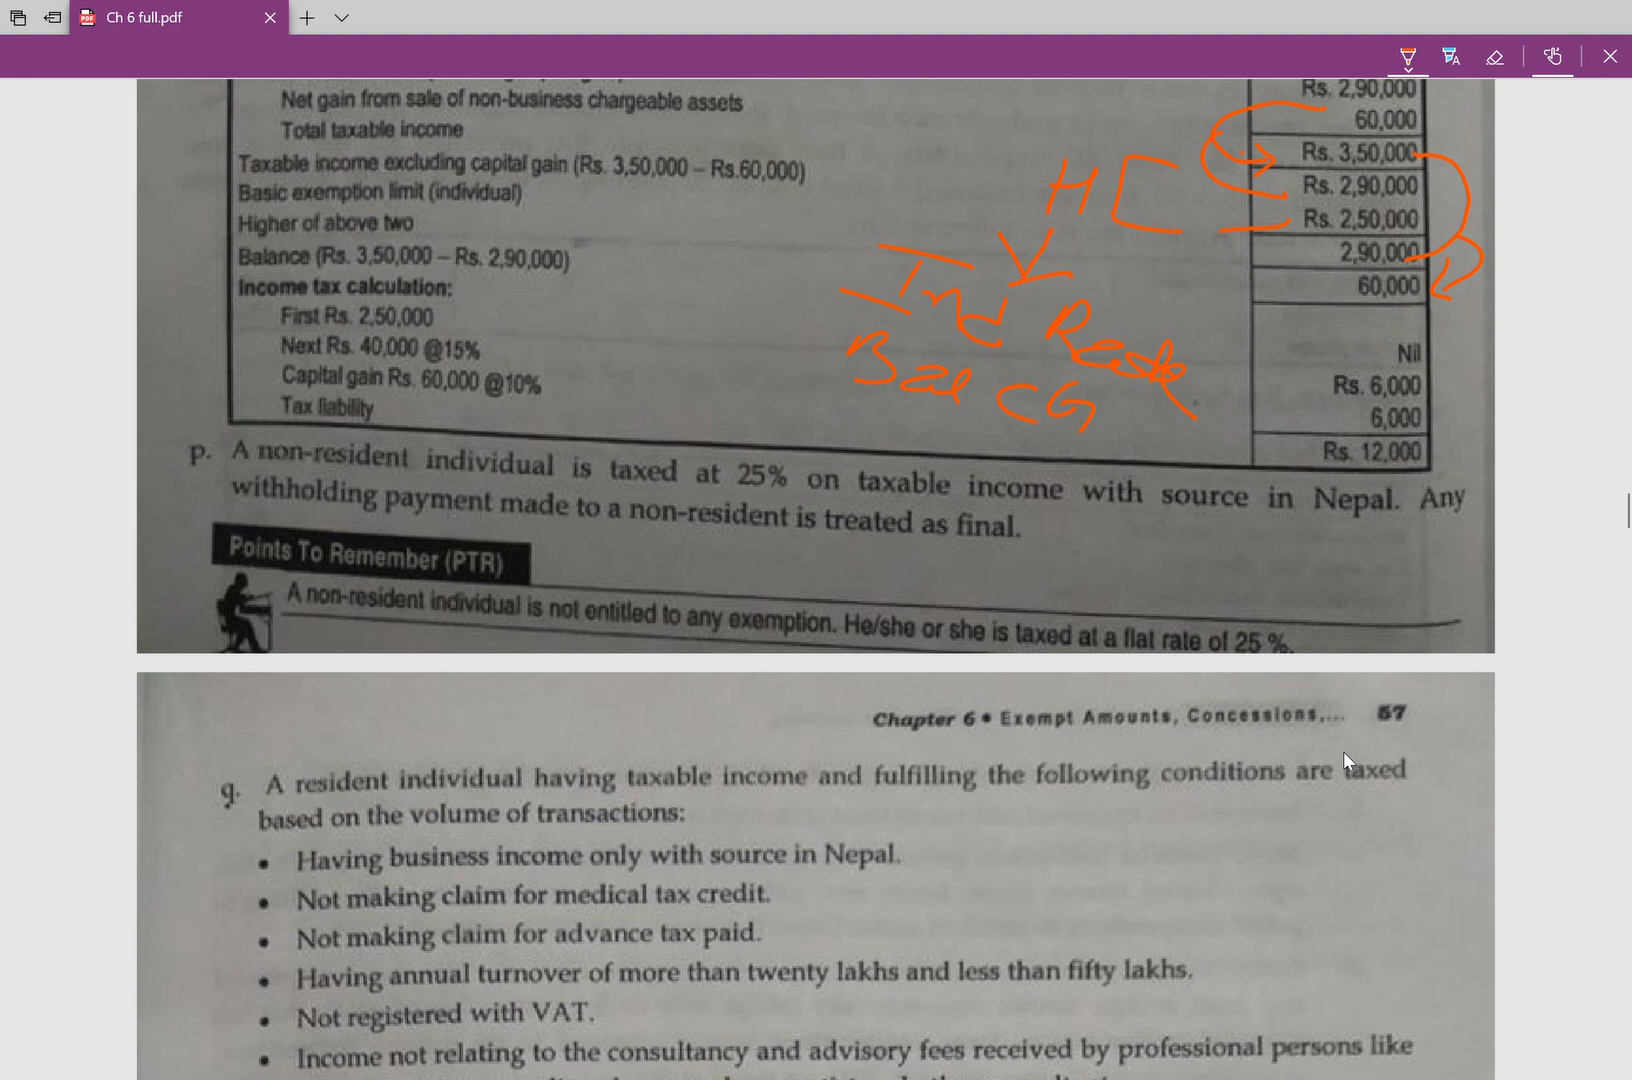 Ch 6 full.pdf
Rs. 2,90,000
Net gain from sale of non-business chargeable assets 60,000
Total taxable income Rs. 3,50,000
Taxable income excluding capital gain (Rs. 3,50,000 – Rs.60,000) Rs. 2,90,000
Basic exemption limit (individual) Rs. 2,50,000
Higher of above two 2,90,000
Balance (Rs. 3,50,000 – Rs. 2,90,000) 60,000
Income tax calculation:
First Rs. 2,50,000 Nil
Next Rs. 40,000 @15% Rs. 6,000
Capital gain Rs. 60,000 @10% 6,000
Tax liability Rs. 12,000
H
Ind
Bal CG
p. A non-resident individual is taxed at 25% on taxable income with source in Nepal. Any
withholding payment made to a non-resident is treated as final.
Points To Remember (PTR)
A non-resident individual is not entitled to any exemption. He/she or she is taxed at a flat rate of 25 %.
Chapter 6 • Exempt Amounts, Concessions,... 57
q. A resident individual having taxable income and fulfilling the following conditions are taxed
based on the volume of transactions:
• Having business income only with source in Nepal.
• Not making claim for medical tax credit.
• Not making claim for advance tax paid.
• Having annual turnover of more than twenty lakhs and less than fifty lakhs.
• Not registered with VAT.
• Income not relating to the consultancy and advisory fees received by professional persons like